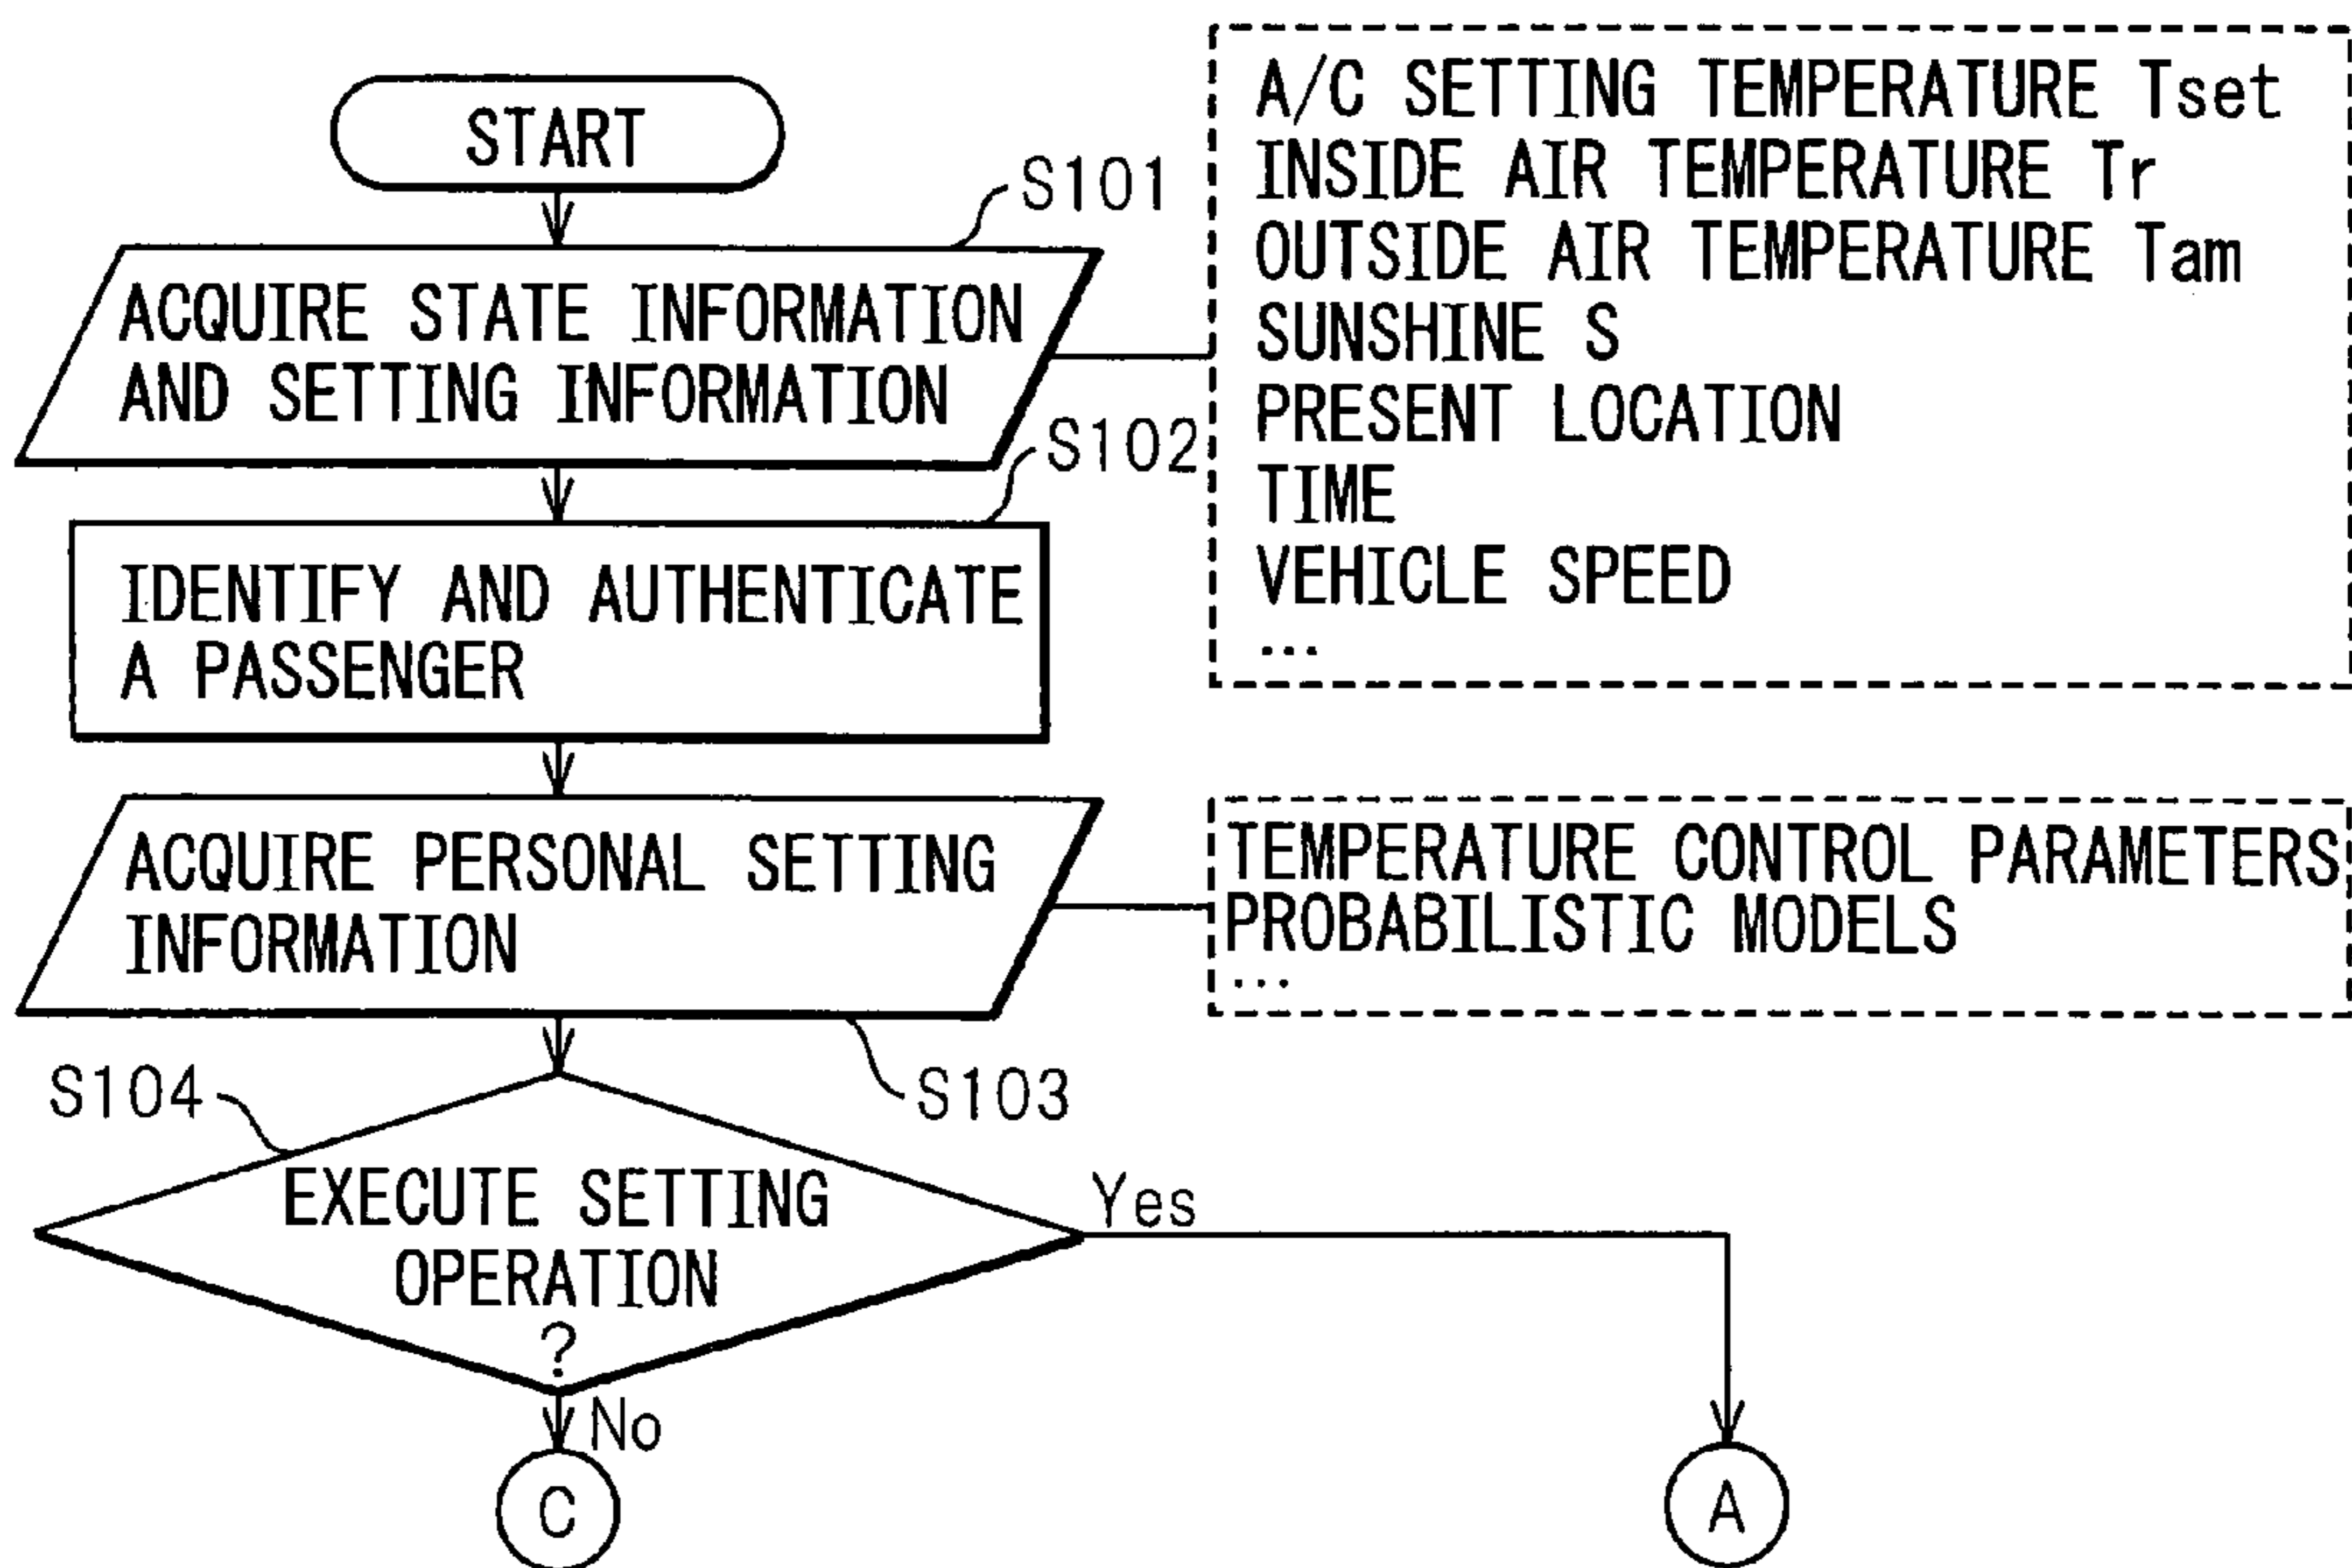 START
S101
ACQUIRE STATE INFORMATION
AND SETTING INFORMATION
A/C SETTING TEMPERATURE Tset
INSIDE AIR TEMPERATURE Tr
OUTSIDE AIR TEMPERATURE Tam
SUNSHINE S
PRESENT LOCATION
TIME
VEHICLE SPEED
...
S102
IDENTIFY AND AUTHENTICATE
A PASSENGER
ACQUIRE PERSONAL SETTING
INFORMATION
TEMPERATURE CONTROL PARAMETERS
PROBABILISTIC MODELS
...
S103
S104
EXECUTE SETTING
OPERATION
?
Yes
No
C
A